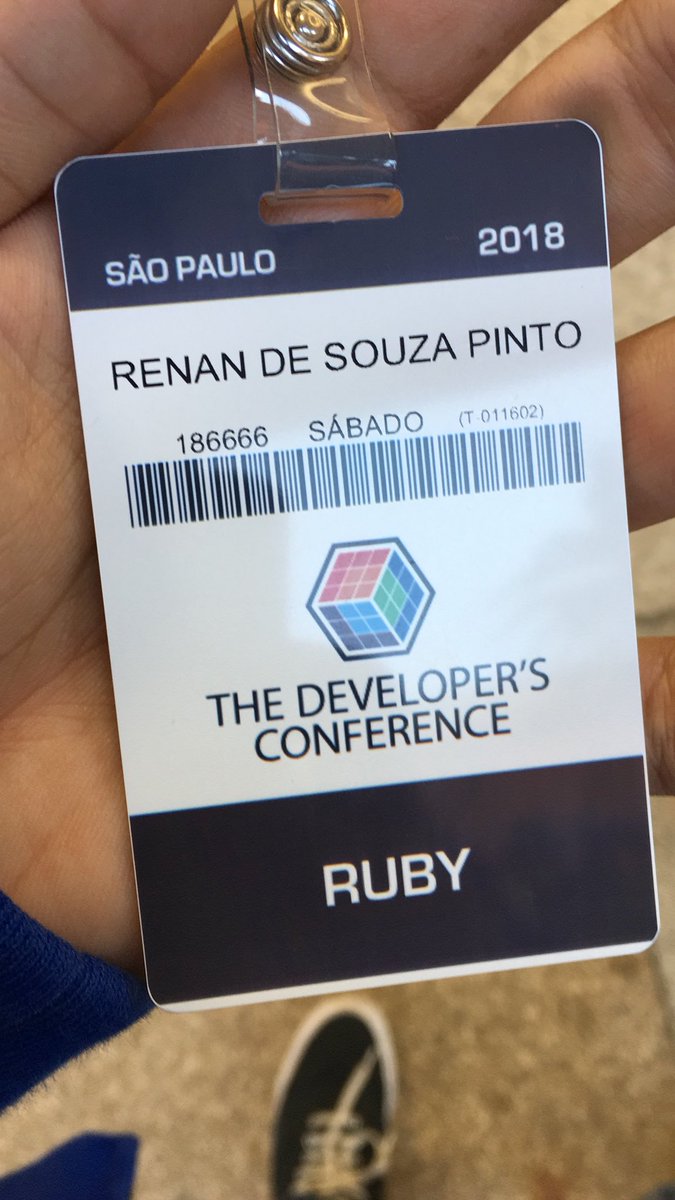 SÃO PAULO 2018
RENAN DE SOUZA PINTO
186666 SÁBADO (T-011602)
THE DEVELOPER'S
CONFERENCE
RUBY